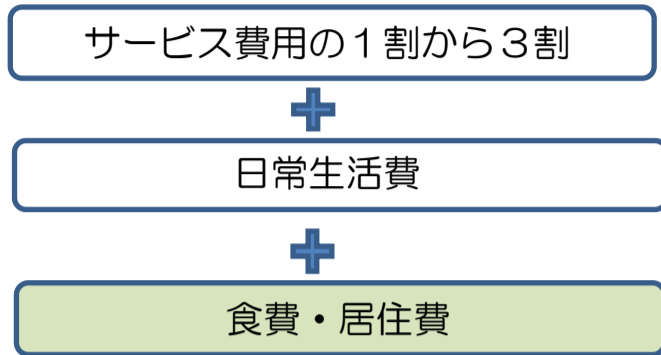 サービス費用の１割から３割
日常生活費
食費・居住費